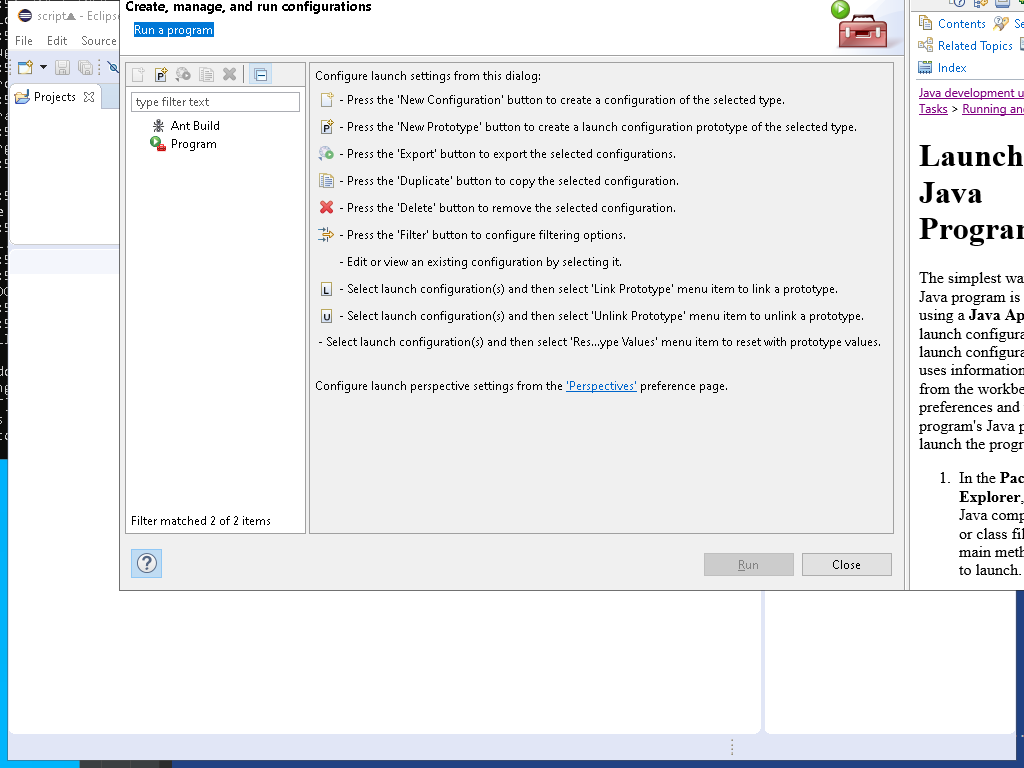 script - Eclipse
File Edit Source
Projects
Create, manage, and run configurations
Run a program
type filter text
Ant Build
Program
Filter matched 2 of 2 items
Configure launch settings from this dialog:
- Press the 'New Configuration' button to create a configuration of the selected type.
- Press the 'New Prototype' button to create a launch configuration prototype of the selected type.
- Press the 'Export' button to export the selected configurations.
- Press the 'Duplicate' button to copy the selected configuration.
- Press the 'Delete' button to remove the selected configuration.
- Press the 'Filter' button to configure filtering options.
- Edit or view an existing configuration by selecting it.
L - Select launch configuration(s) and then select 'Link Prototype' menu item to link a prototype.
U - Select launch configuration(s) and then select 'Unlink Prototype' menu item to unlink a prototype.
- Select launch configuration(s) and then select 'Res...ype Values' menu item to reset with prototype values.
Configure launch perspective settings from the 'Perspectives' preference page.
?
Run Close
Contents Se
Related Topics
Index
Java development u
Tasks > Running an
Launch
Java
Program
The simplest wa
Java program is
using a Java Ap
launch configura
launch configura
uses information
from the workbe
preferences and
program's Java p
launch the progr
1. In the Pac
Explorer,
Java comp
or class fil
main meth
to launch.